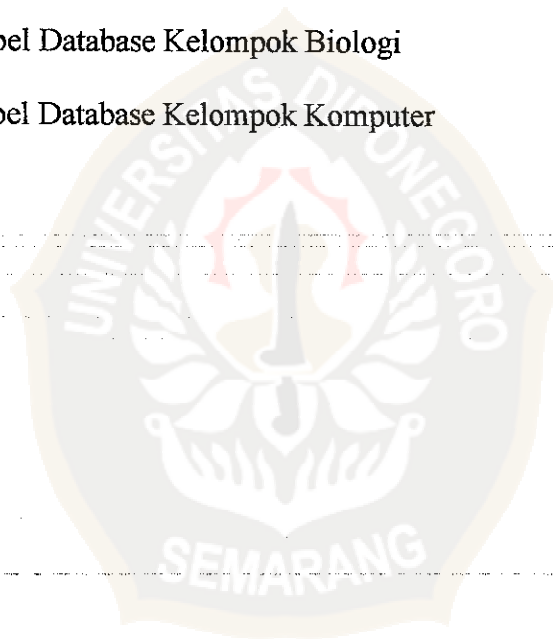 bel Database Kelompok Biologi
bel Database Kelompok Komputer
UNIVERSITAS DIPONEGORO
SEMARANG